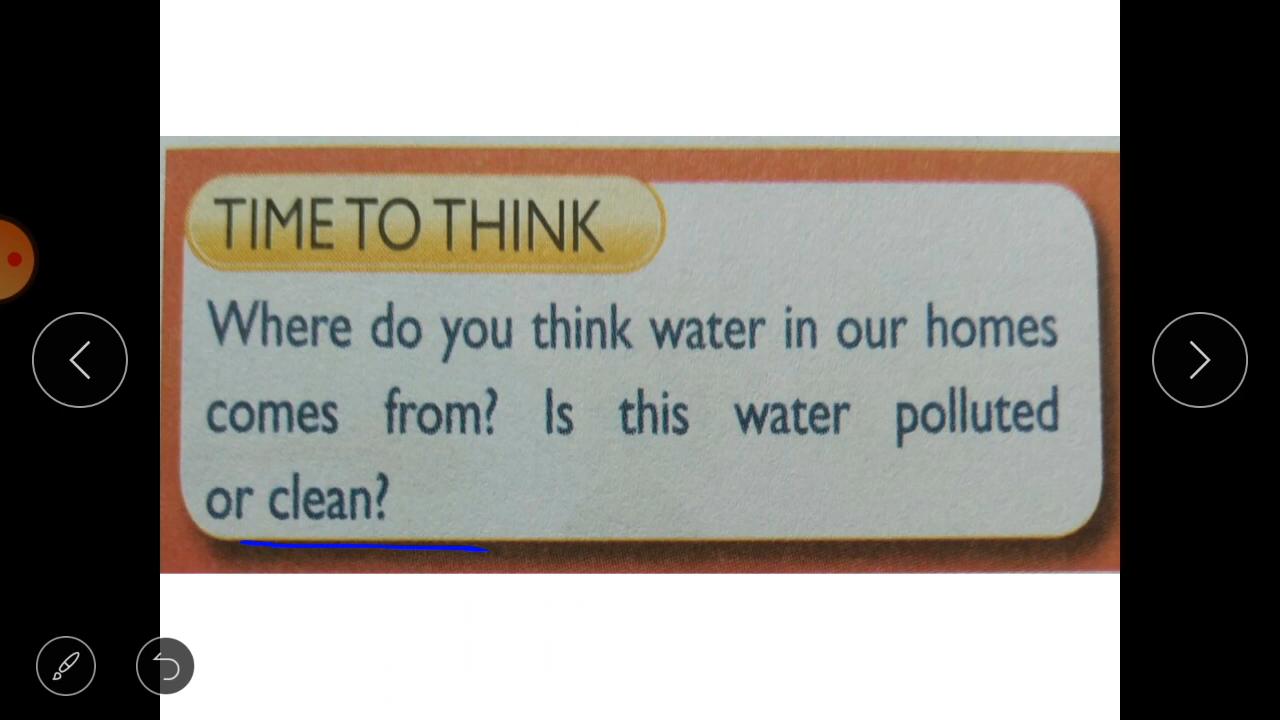 TIME TO THINK
Where do you think water in our homes
comes from? Is this water polluted
or clean?